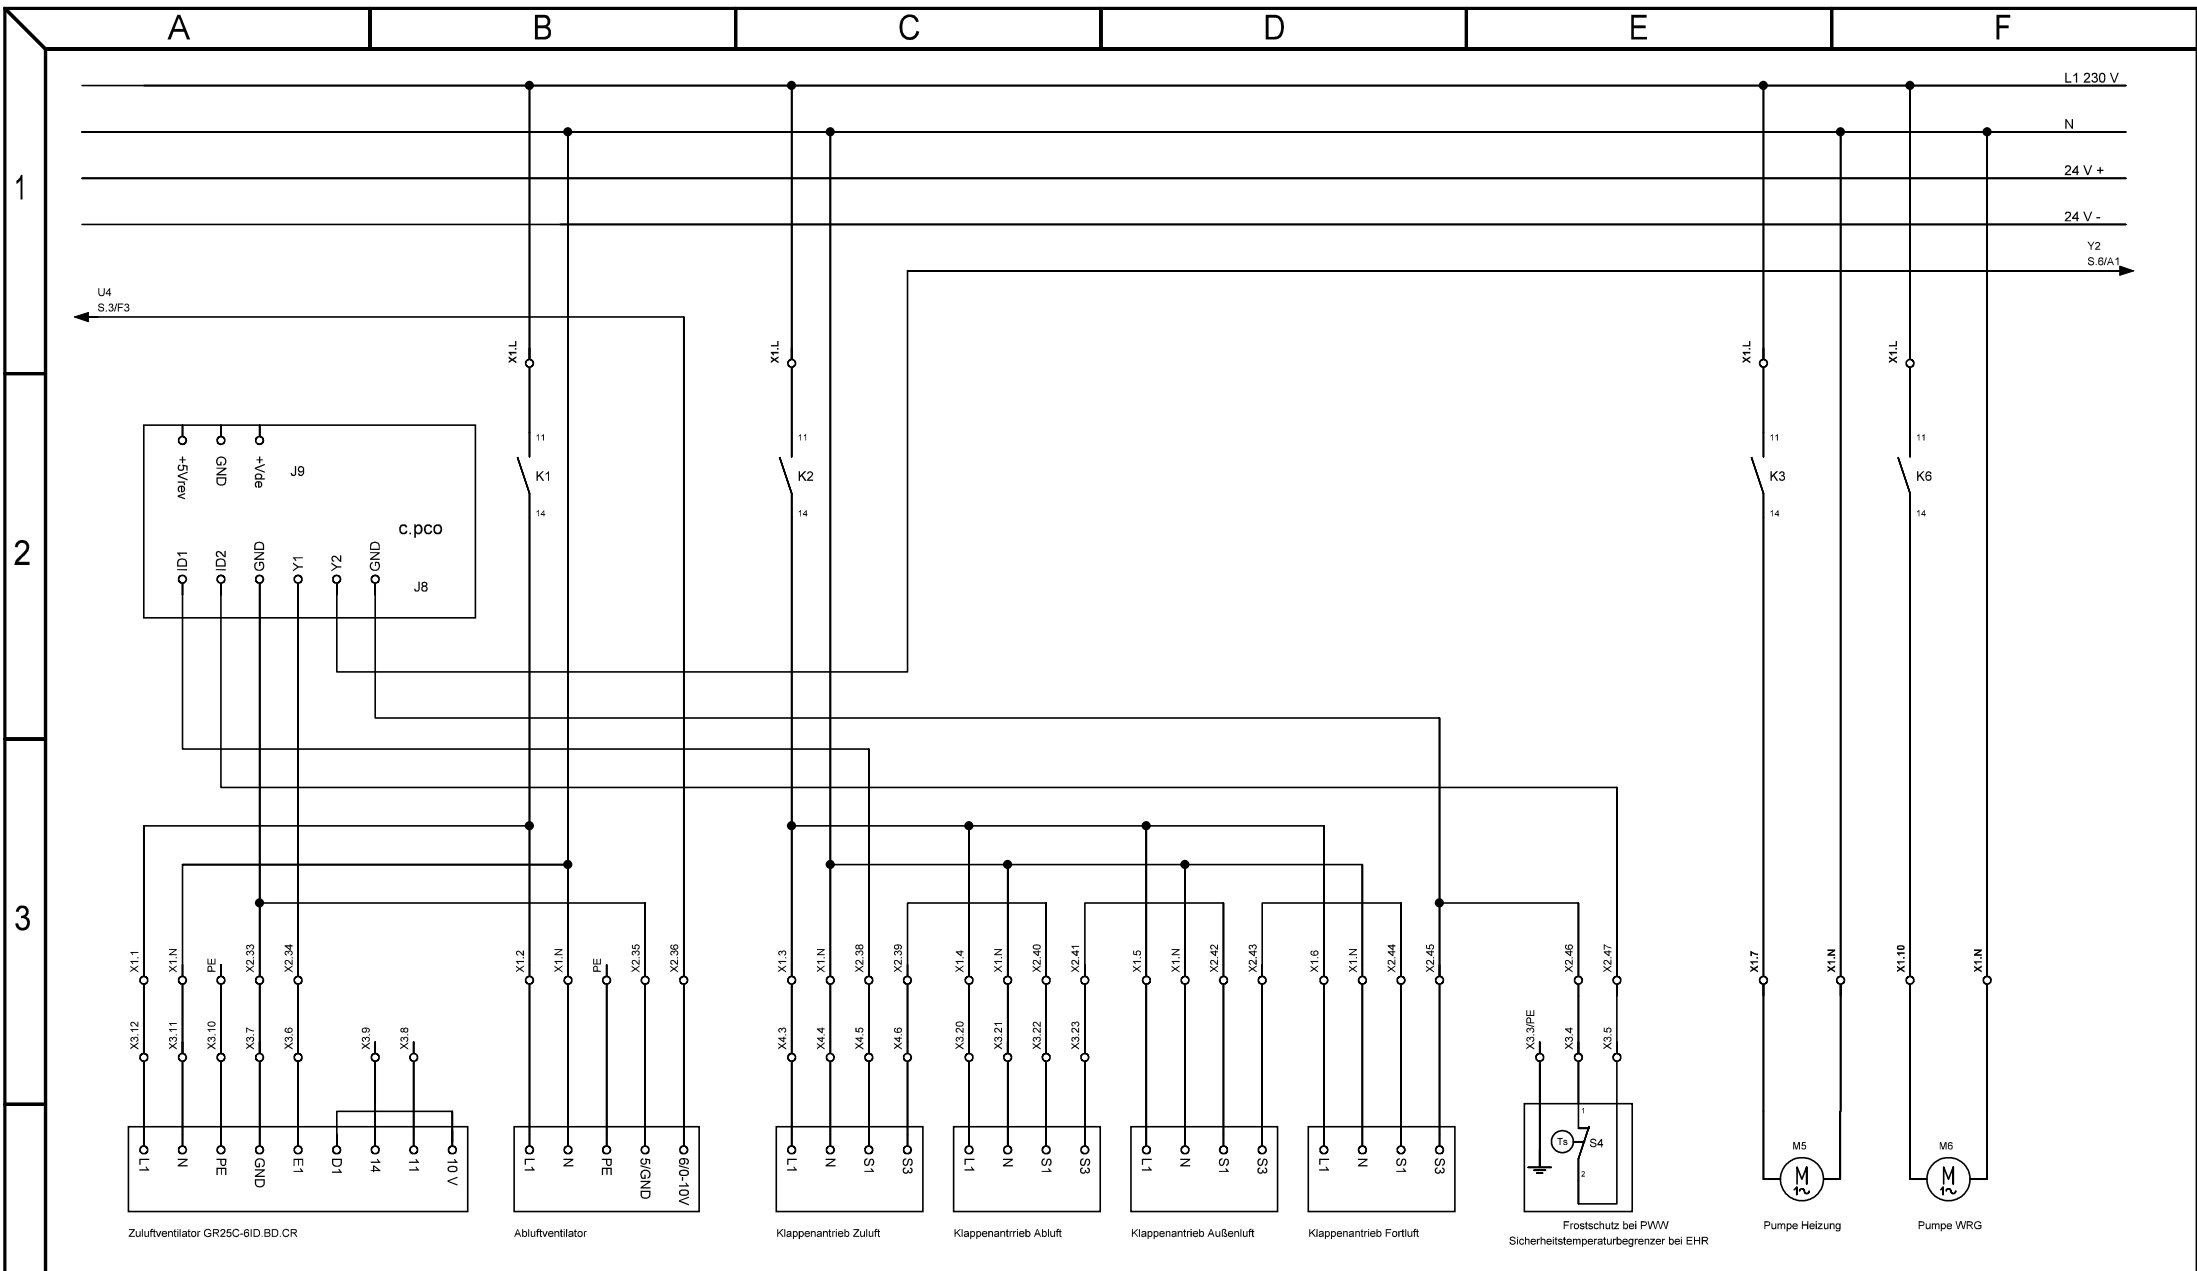 A B C D E F
L1 230 V
N
1
24 V +
24 V -
Y2
S.6/A1
U4
S.3/F3
X1.L X1.L X1.L X1.L
11 11 11 11
+5Vrev GND +Vde J9
K1 K2 K3 K6
14 14 14 14
c.pco
2
ID1 ID2 GND Y1 Y2 GND
J8
3
X1.1 X1.N PE X2.33 X2.34 X1.2 X1.N PE X2.35 X2.36 X1.3 X1.N X2.38 X2.39 X1.4 X1.N X2.40 X2.41 X1.5 X1.N X2.42 X2.43 X1.6 X1.N X2.44 X2.45 X2.46 X2.47 X1.7 X1.N X1.10 X1.N
X3.12 X3.11 X3.10 X3.7 X3.6 X3.9 X3.8 X4.3 X4.4 X4.5 X4.6 X3.20 X3.21 X3.22 X3.23 X3.3/PE X3.4 X3.5
1
Ts S4
2
M5 M6
M M
1~ 1~
L1 N PE GND E1 D1 14 11 10 V L1 N PE 5/GND 6/0-10V L1 N S1 S3 L1 N S1 S3 L1 N S1 S3 L1 N S1 S3
Zuluftventilator GR25C-6ID.BD.CR
Abluftventilator
Klappenantrieb Zuluft
Klappenantrrieb Abluft
Klappenantrieb Außenluft
Klappenantrieb Fortluft
Frostschutz bei PWW
Sicherheitstemperaturbegrenzer bei EHR
Pumpe Heizung
Pumpe WRG